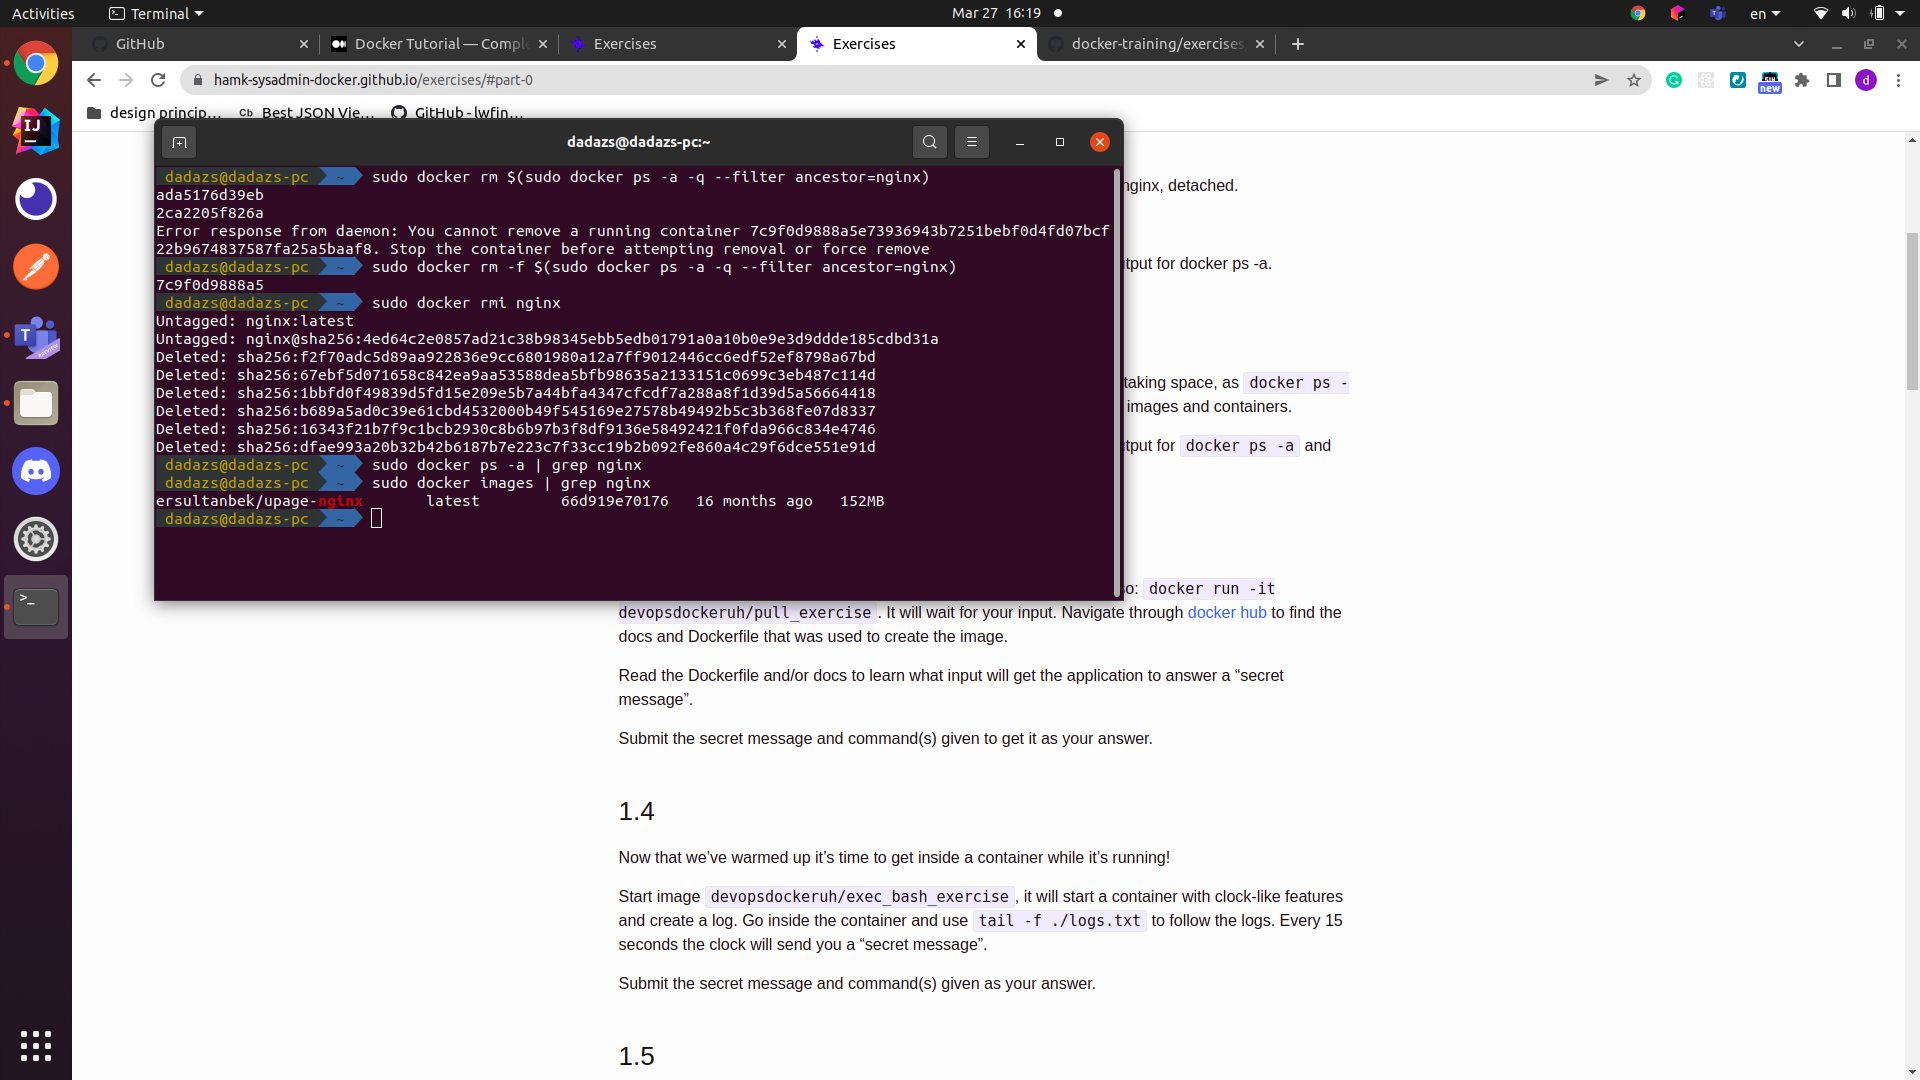 Activities Terminal Mar 27 16:19 en
GitHub Docker Tutorial — Comple Exercises Exercises docker-training/exercises
hamk-sysadmin-docker.github.io/exercises/#part-0 new d
design princip… Cb Best JSON Vie… GitHub - lwfin…
dadazs@dadazs-pc:~
dadazs@dadazs-pc ~ sudo docker rm $(sudo docker ps -a -q --filter ancestor=nginx)
ada5176d39eb
2ca2205f826a
Error response from daemon: You cannot remove a running container 7c9f0d9888a5e73936943b7251bebf0d4fd07bcf
22b9674837587fa25a5baaf8. Stop the container before attempting removal or force remove
dadazs@dadazs-pc ~ sudo docker rm -f $(sudo docker ps -a -q --filter ancestor=nginx)
7c9f0d9888a5
dadazs@dadazs-pc ~ sudo docker rmi nginx
Untagged: nginx:latest
Untagged: nginx@sha256:4ed64c2e0857ad21c38b98345ebb5edb01791a0a10b0e9e3d9ddde185cdbd31a
Deleted: sha256:f2f70adc5d89aa922836e9cc6801980a12a7ff9012446cc6edf52ef8798a67bd
Deleted: sha256:67ebf5d071658c842ea9aa53588dea5bfb98635a2133151c0699c3eb487c114d
Deleted: sha256:1bbfd0f49839d5fd15e209e5b7a44bfa4347cfcdf7a288a8f1d39d5a56664418
Deleted: sha256:b689a5ad0c39e61cbd4532000b49f545169e27578b49492b5c3b368fe07d8337
Deleted: sha256:16343f21b7f9c1bcb2930c8b6b97b3f8df9136e58492421f0fda966c834e4746
Deleted: sha256:dfae993a20b32b42b6187b7e223c7f33cc19b2b092fe860a4c29f6dce551e91d
dadazs@dadazs-pc ~ sudo docker ps -a | grep nginx
dadazs@dadazs-pc ~ sudo docker images | grep nginx
ersultanbek/upage-nginx latest 66d919e70176 16 months ago 152MB
dadazs@dadazs-pc ~
nginx, detached.
tput for docker ps -a.
taking space, as docker ps -
images and containers.
tput for docker ps -a and
so: docker run -it
devopsdockeruh/pull_exercise. It will wait for your input. Navigate through docker hub to find the
docs and Dockerfile that was used to create the image.
Read the Dockerfile and/or docs to learn what input will get the application to answer a “secret
message”.
Submit the secret message and command(s) given to get it as your answer.
1.4
Now that we’ve warmed up it’s time to get inside a container while it’s running!
Start image devopsdockeruh/exec_bash_exercise, it will start a container with clock-like features
and create a log. Go inside the container and use tail -f ./logs.txt to follow the logs. Every 15
seconds the clock will send you a “secret message”.
Submit the secret message and command(s) given as your answer.
1.5